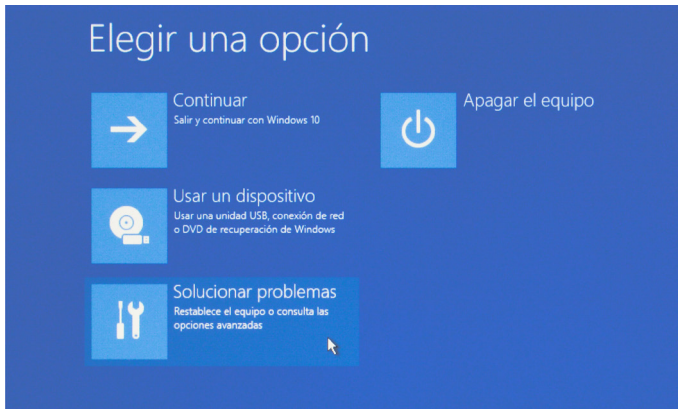 Elegir una opción
Continuar
Salir y continuar con Windows 10
Usar un dispositivo
Usar una unidad USB, conexión de red
o DVD de recuperación de Windows
Solucionar problemas
Restablece el equipo o consulta las
opciones avanzadas
Apagar el equipo